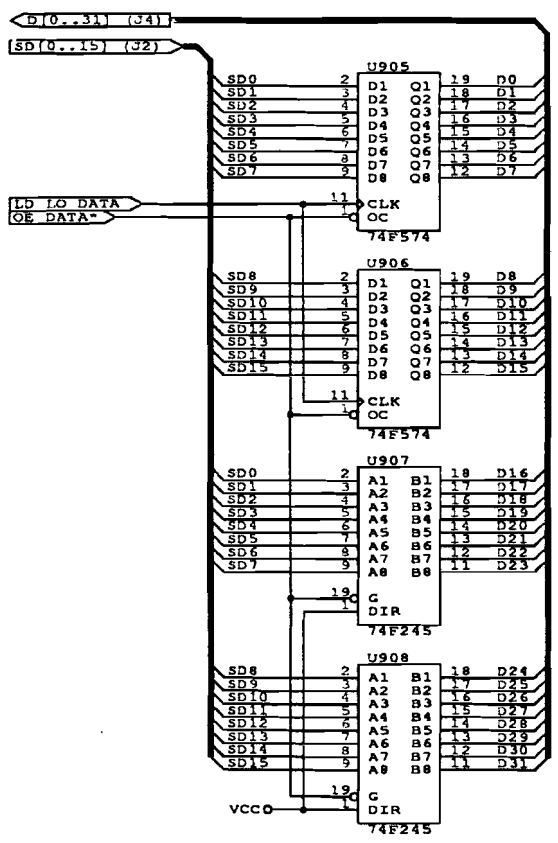 D[0..31] (J4)
SD[0..15] (J2)
U905
SD0 2 D1 Q1 19 D0
SD1 3 D2 Q2 18 D1
SD2 4 D3 Q3 17 D2
SD3 5 D4 Q4 16 D3
SD4 6 D5 Q5 15 D4
SD5 7 D6 Q6 14 D5
SD6 8 D7 Q7 13 D6
SD7 9 D8 Q8 12 D7
LD LO DATA 11 CLK
OE DATA* 1 OC
74F574
U906
SD8 2 D1 Q1 19 D8
SD9 3 D2 Q2 18 D9
SD10 4 D3 Q3 17 D10
SD11 5 D4 Q4 16 D11
SD12 6 D5 Q5 15 D12
SD13 7 D6 Q6 14 D13
SD14 8 D7 Q7 13 D14
SD15 9 D8 Q8 12 D15
11 CLK
1 OC
74F574
U907
SD0 2 A1 B1 18 D16
SD1 3 A2 B2 17 D17
SD2 4 A3 B3 16 D18
SD3 5 A4 B4 15 D19
SD4 6 A5 B5 14 D20
SD5 7 A6 B6 13 D21
SD6 8 A7 B7 12 D22
SD7 9 A8 B8 11 D23
19 G
1 DIR
74F245
U908
SD8 2 A1 B1 18 D24
SD9 3 A2 B2 17 D25
SD10 4 A3 B3 16 D26
SD11 5 A4 B4 15 D27
SD12 6 A5 B5 14 D28
SD13 7 A6 B6 13 D29
SD14 8 A7 B7 12 D30
SD15 9 A8 B8 11 D31
19 G
VCC 1 DIR
74F245